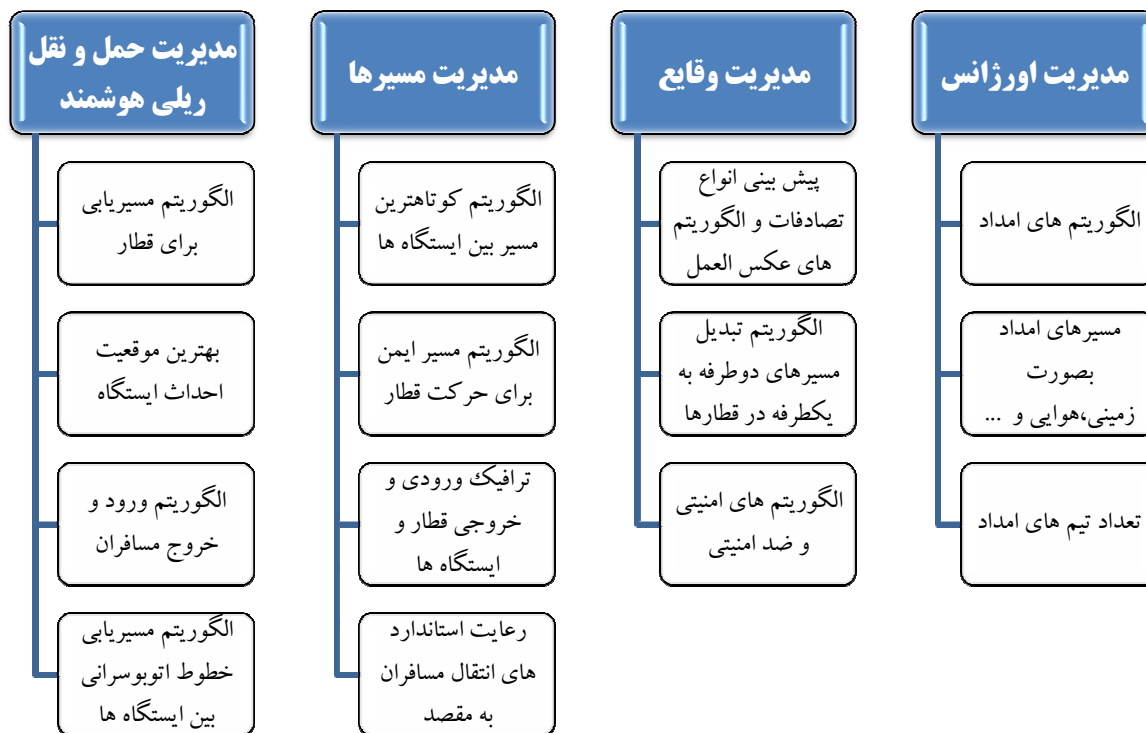 مدیریت اورژانس
الگوریتم های امداد
مسیرهای امداد
بصورت
زمینی،هوایی و ...
تعداد تیم های امداد
مدیریت وقایع
پیش بینی انواع
تصادفات و الگوریتم
های عکس العمل
الگوریتم تبدیل
مسیرهای دوطرفه به
یکطرفه در قطارها
الگوریتم های امنیتی
و ضد امنیتی
مدیریت مسیرها
الگوریتم کوتاهترین
مسیر بین ایستگاه ها
الگوریتم مسیر ایمن
برای حرکت قطار
ترافیک ورودی و
خروجی قطار و
ایستگاه ها
رعایت استاندارد
های انتقال مسافران
به مقصد
مدیریت حمل و نقل
ریلی هوشمند
الگوریتم مسیریابی
برای قطار
بهترین موقعیت
احداث ایستگاه
الگوریتم ورود و
خروج مسافران
الگوریتم مسیریابی
خطوط اتوبوسرانی
بین ایستگاه ها